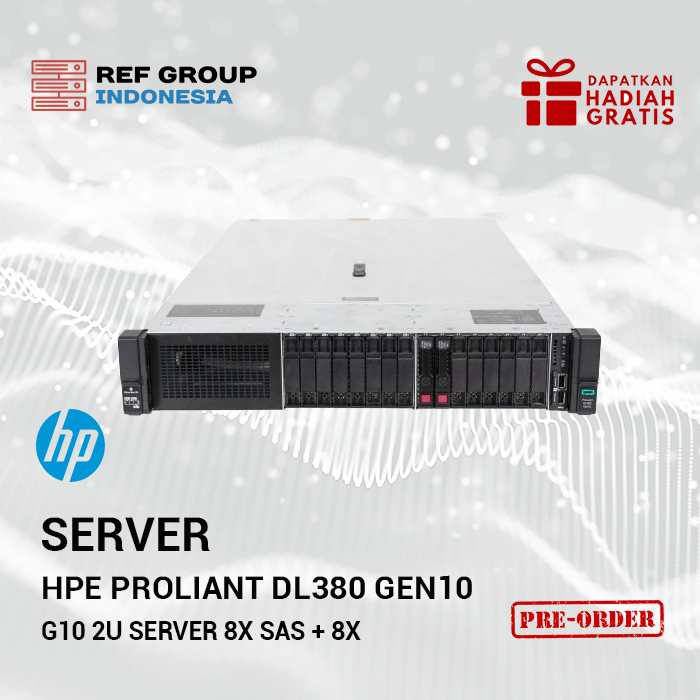 REF GROUP
INDONESIA
DAPATKAN
HADIAH
GRATIS
hp
SERVER
HPE PROLIANT DL380 GEN10
G10 2U SERVER 8X SAS + 8X
PRE-ORDER